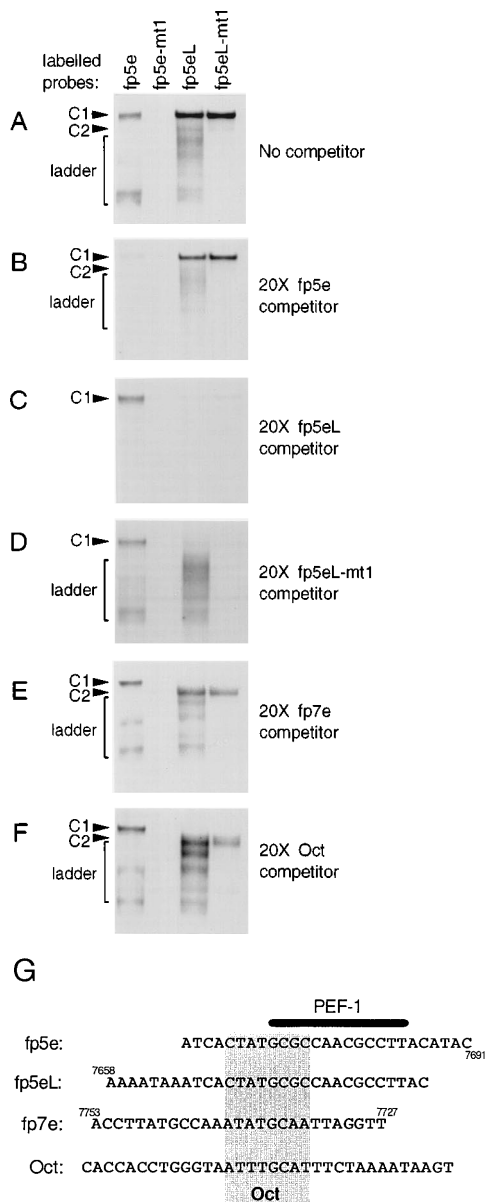 labelled probes: fp5e fp5e-mt1 fp5eL fp5eL-mt1
A
C1
C2
ladder
No competitor
B
C1
C2
ladder
20X fp5e competitor
C
C1
20X fp5eL competitor
D
C1
ladder
20X fp5eL-mt1 competitor
E
C1
C2
ladder
20X fp7e competitor
F
C1
C2
ladder
20X Oct competitor
G
PEF-1
fp5e: ATCACTATGCGCCAACGCCTTACATAC 7691
fp5eL: 7658 AAAATAAATCACTATGCGCCAACGCCTTAC
fp7e: 7753 ACCTTATGCCAAATATGCAATTAGGTT 7727
Oct: CACCACCTGGGTAATTTGCATTTCTAAAATAAGT
Oct